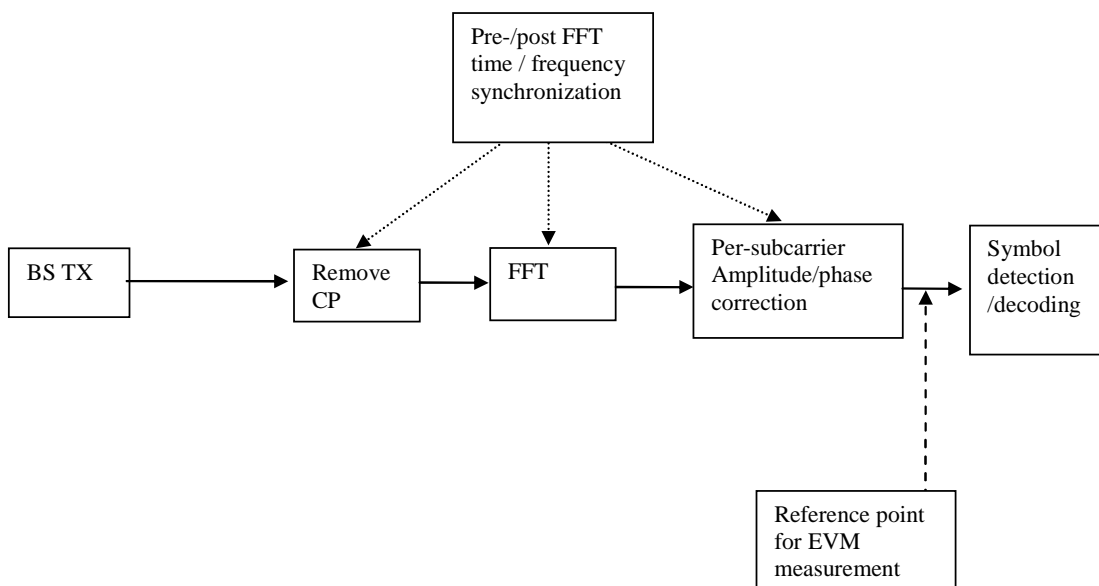 Pre-/post FFT
time / frequency
synchronization
BS TX
Remove
CP
FFT
Per-subcarrier
Amplitude/phase
correction
Symbol
detection
/decoding
Reference point
for EVM
measurement